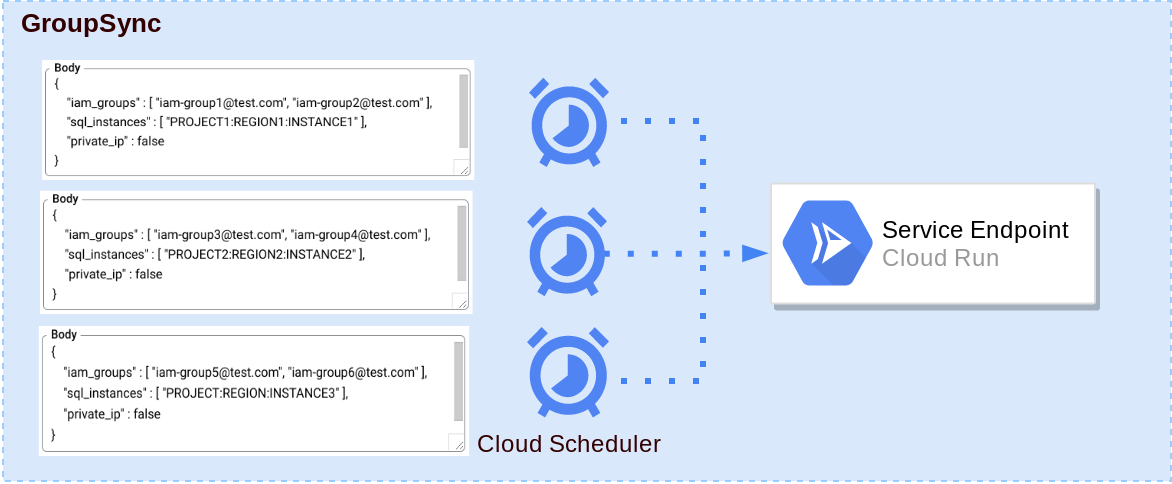 GroupSync
Body
{
"iam_groups" : [ "iam-group1@test.com", "iam-group2@test.com" ],
"sql_instances" : [ "PROJECT1:REGION1:INSTANCE1" ],
"private_ip" : false
}
Body
{
"iam_groups" : [ "iam-group3@test.com", "iam-group4@test.com" ],
"sql_instances" : [ "PROJECT2:REGION2:INSTANCE2" ],
"private_ip" : false
}
Body
{
"iam_groups" : [ "iam-group5@test.com", "iam-group6@test.com" ],
"sql_instances" : [ "PROJECT:REGION:INSTANCE3" ],
"private_ip" : false
}
Cloud Scheduler
Service Endpoint
Cloud Run